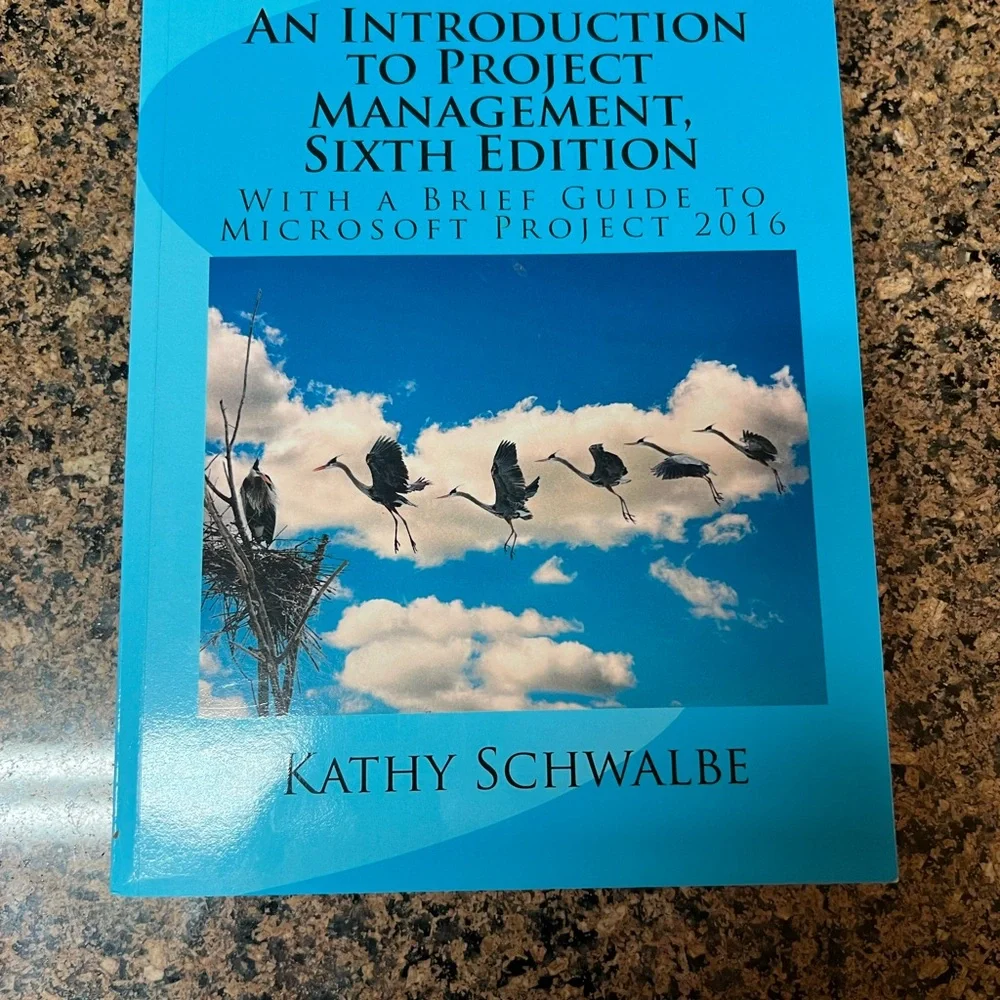 An Introduction
to Project
Management,
Sixth Edition
With a Brief Guide to
Microsoft Project 2016
Kathy Schwalbe